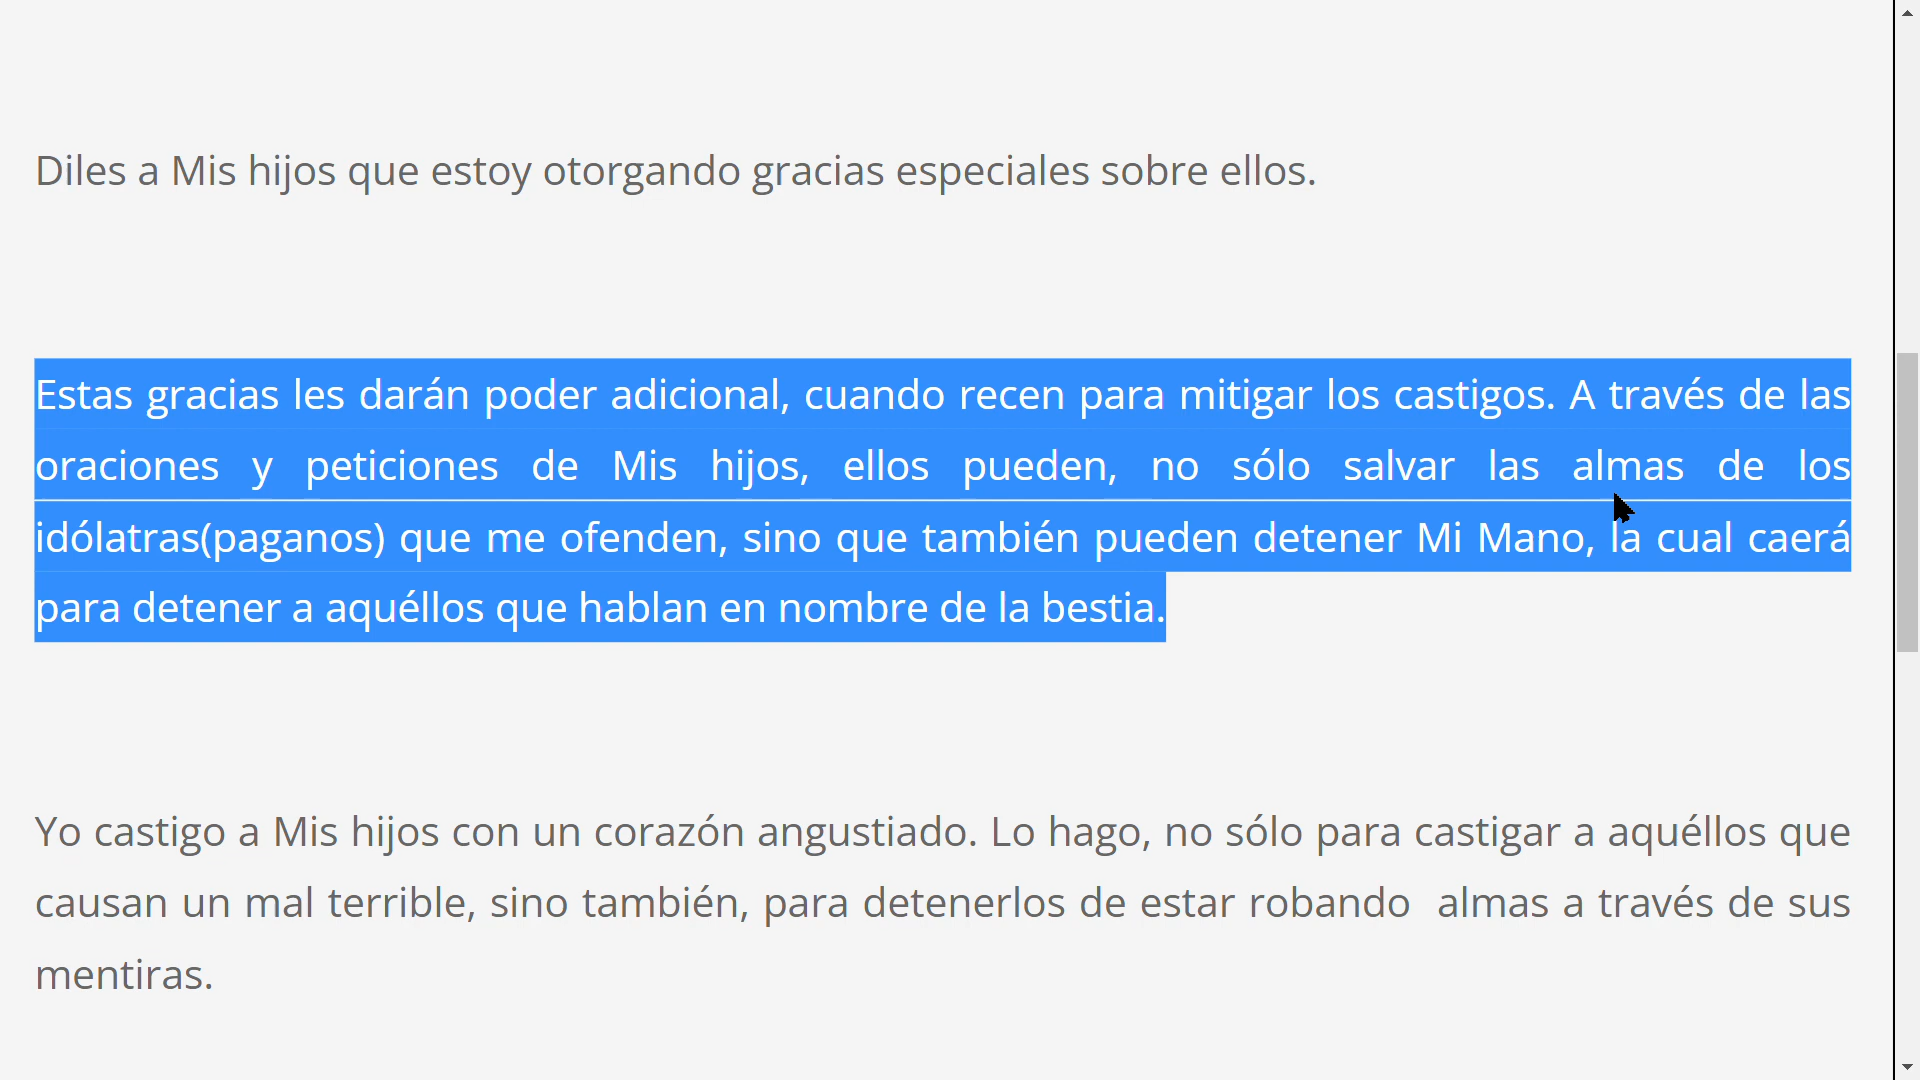 Diles a Mis hijos que estoy otorgando gracias especiales sobre ellos.
Estas gracias les darán poder adicional, cuando recen para mitigar los castigos. A través de las
oraciones y peticiones de Mis hijos, ellos pueden, no sólo salvar las almas de los
idólatras(paganos) que me ofenden, sino que también pueden detener Mi Mano, la cual caerá
para detener a aquéllos que hablan en nombre de la bestia.
Yo castigo a Mis hijos con un corazón angustiado. Lo hago, no sólo para castigar a aquéllos que
causan un mal terrible, sino también, para detenerlos de estar robando  almas a través de sus
mentiras.